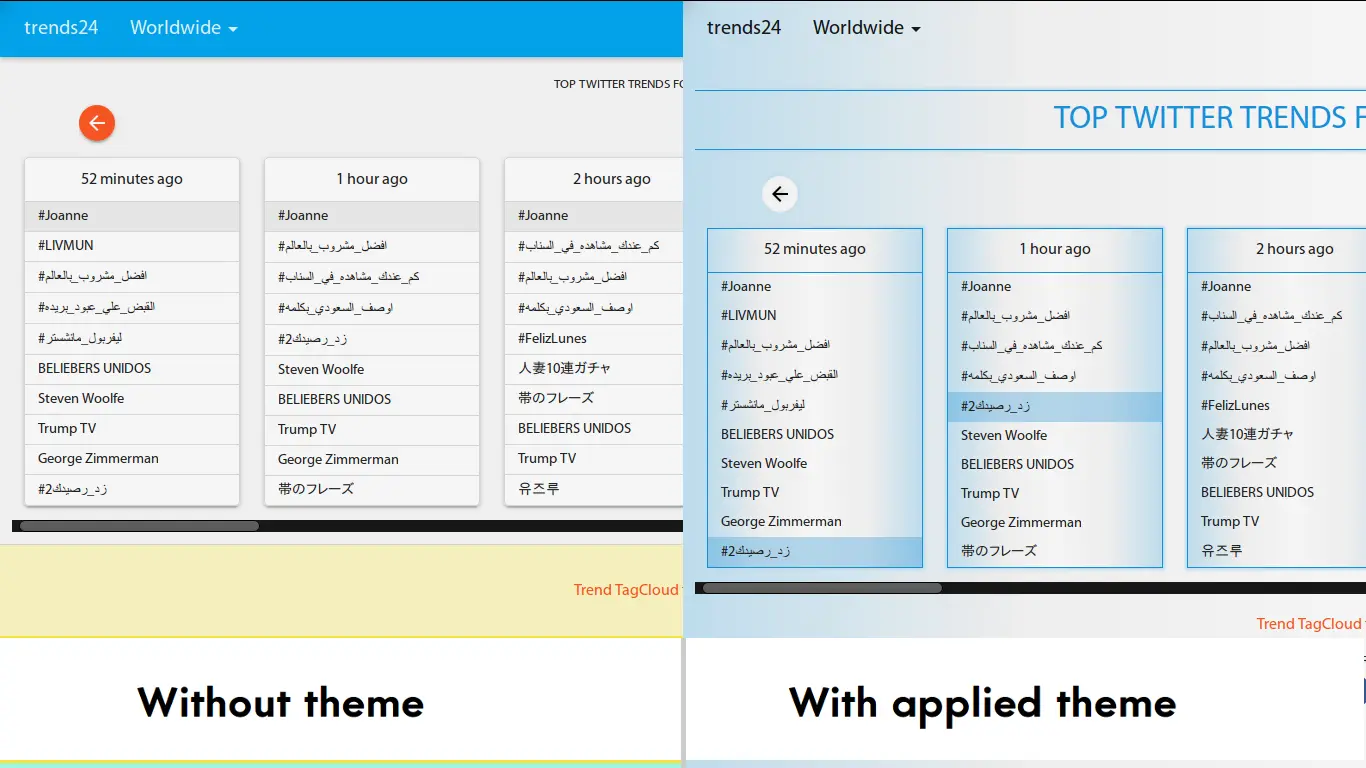 trends24 Worldwide
TOP TWITTER TRENDS FO
52 minutes ago
#Joanne
#LIVMUN
#افضل_مشروب_بالعالم
#القبض_علي_عبود_بريده
#ليفربول_مانشستر
BELIEBERS UNIDOS
Steven Woolfe
Trump TV
George Zimmerman
#زد_رصيدك2
1 hour ago
#Joanne
#افضل_مشروب_بالعالم
#كم_عندك_مشاهده_في_السناب
#اوصف_السعودي_بكلمه
#زد_رصيدك2
Steven Woolfe
BELIEBERS UNIDOS
Trump TV
George Zimmerman
帯のフレーズ
2 hours ago
#Joanne
#كم_عندك_مشاهده_في_السناب
#افضل_مشروب_بالعالم
#اوصف_السعودي_بكلمه
#FelizLunes
人妻10連ガチャ
帯のフレーズ
BELIEBERS UNIDOS
Trump TV
유즈루
Trend TagCloud
Without theme
trends24 Worldwide
TOP TWITTER TRENDS F
52 minutes ago
#Joanne
#LIVMUN
#افضل_مشروب_بالعالم
#القبض_علي_عبود_بريده
#ليفربول_مانشستر
BELIEBERS UNIDOS
Steven Woolfe
Trump TV
George Zimmerman
#زد_رصيدك2
1 hour ago
#Joanne
#افضل_مشروب_بالعالم
#كم_عندك_مشاهده_في_السناب
#اوصف_السعودي_بكلمه
#زد_رصيدك2
Steven Woolfe
BELIEBERS UNIDOS
Trump TV
George Zimmerman
帯のフレーズ
2 hours ago
#Joanne
#كم_عندك_مشاهده_في_السناب
#افضل_مشروب_بالعالم
#اوصف_السعودي_بكلمه
#FelizLunes
人妻10連ガチャ
帯のフレーズ
BELIEBERS UNIDOS
Trump TV
유즈루
Trend TagCloud
With applied theme